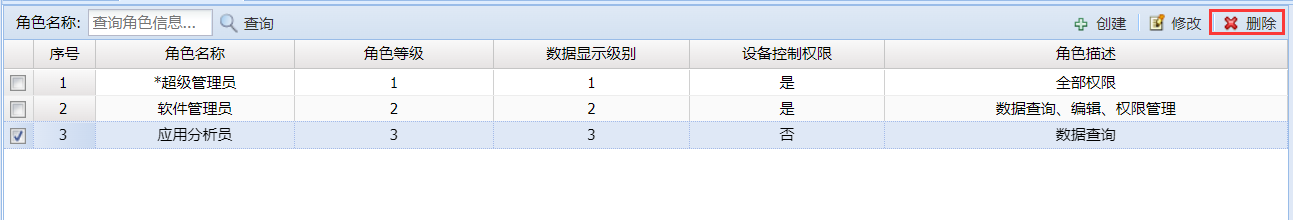 角色名称: 查询角色信息... 查询 创建 修改 删除
序号 角色名称 角色等级 数据显示级别 设备控制权限 角色描述
1 *超级管理员 1 1 是 全部权限
2 软件管理员 2 2 是 数据查询、编辑、权限管理
3 应用分析员 3 3 否 数据查询